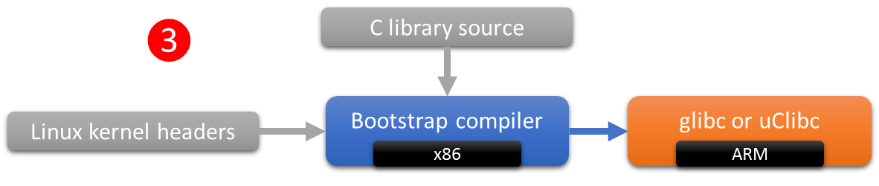 3
C library source
Linux kernel headers
Bootstrap compiler
x86
glibc or uClibc
ARM